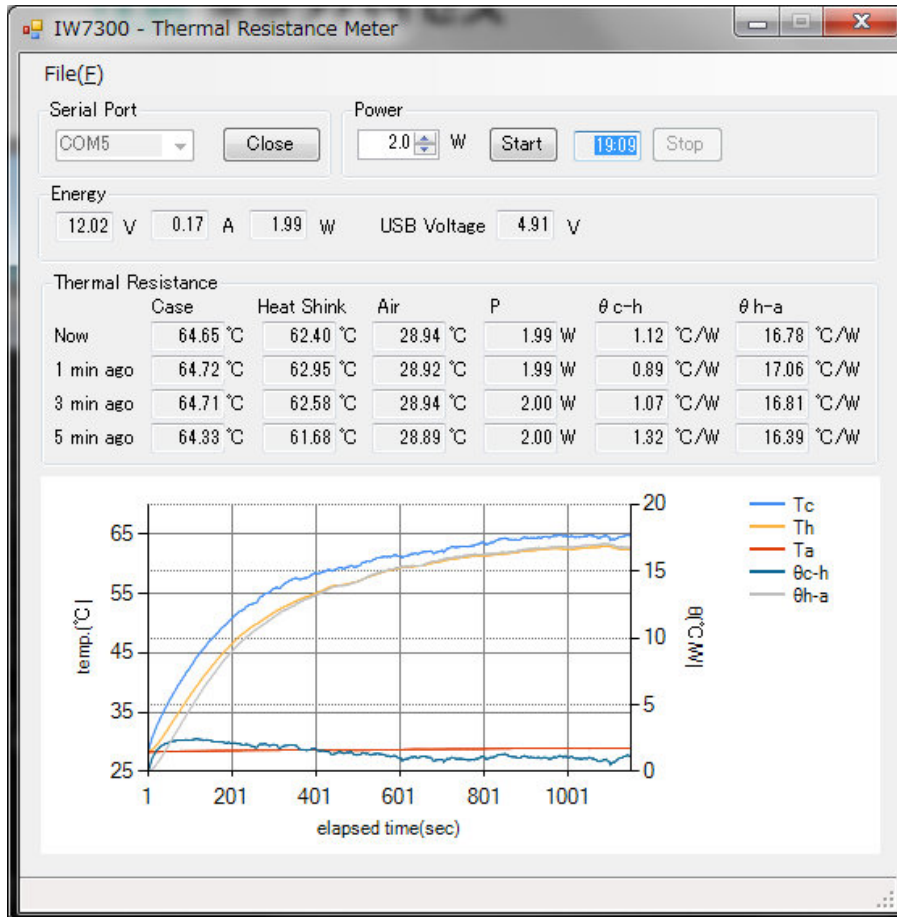 IW7300 - Thermal Resistance Meter
File(F)
Serial Port
COM5
Close
Power
2.0 W
Start
19:09
Stop
Energy
12.02 V 0.17 A 1.99 W USB Voltage 4.91 V
Thermal Resistance
Case Heat Shink Air P θc-h θh-a
Now 64.65 ℃ 62.40 ℃ 28.94 ℃ 1.99 W 1.12 ℃/W 16.78 ℃/W
1 min ago 64.72 ℃ 62.95 ℃ 28.92 ℃ 1.99 W 0.89 ℃/W 17.06 ℃/W
3 min ago 64.71 ℃ 62.58 ℃ 28.94 ℃ 2.00 W 1.07 ℃/W 16.81 ℃/W
5 min ago 64.33 ℃ 61.68 ℃ 28.89 ℃ 2.00 W 1.32 ℃/W 16.39 ℃/W
65
55
45
35
25
temp.[℃]
20
15
10
5
0
θ[℃/W]
1 201 401 601 801 1001
elapsed time(sec)
Tc
Th
Ta
θc-h
θh-a